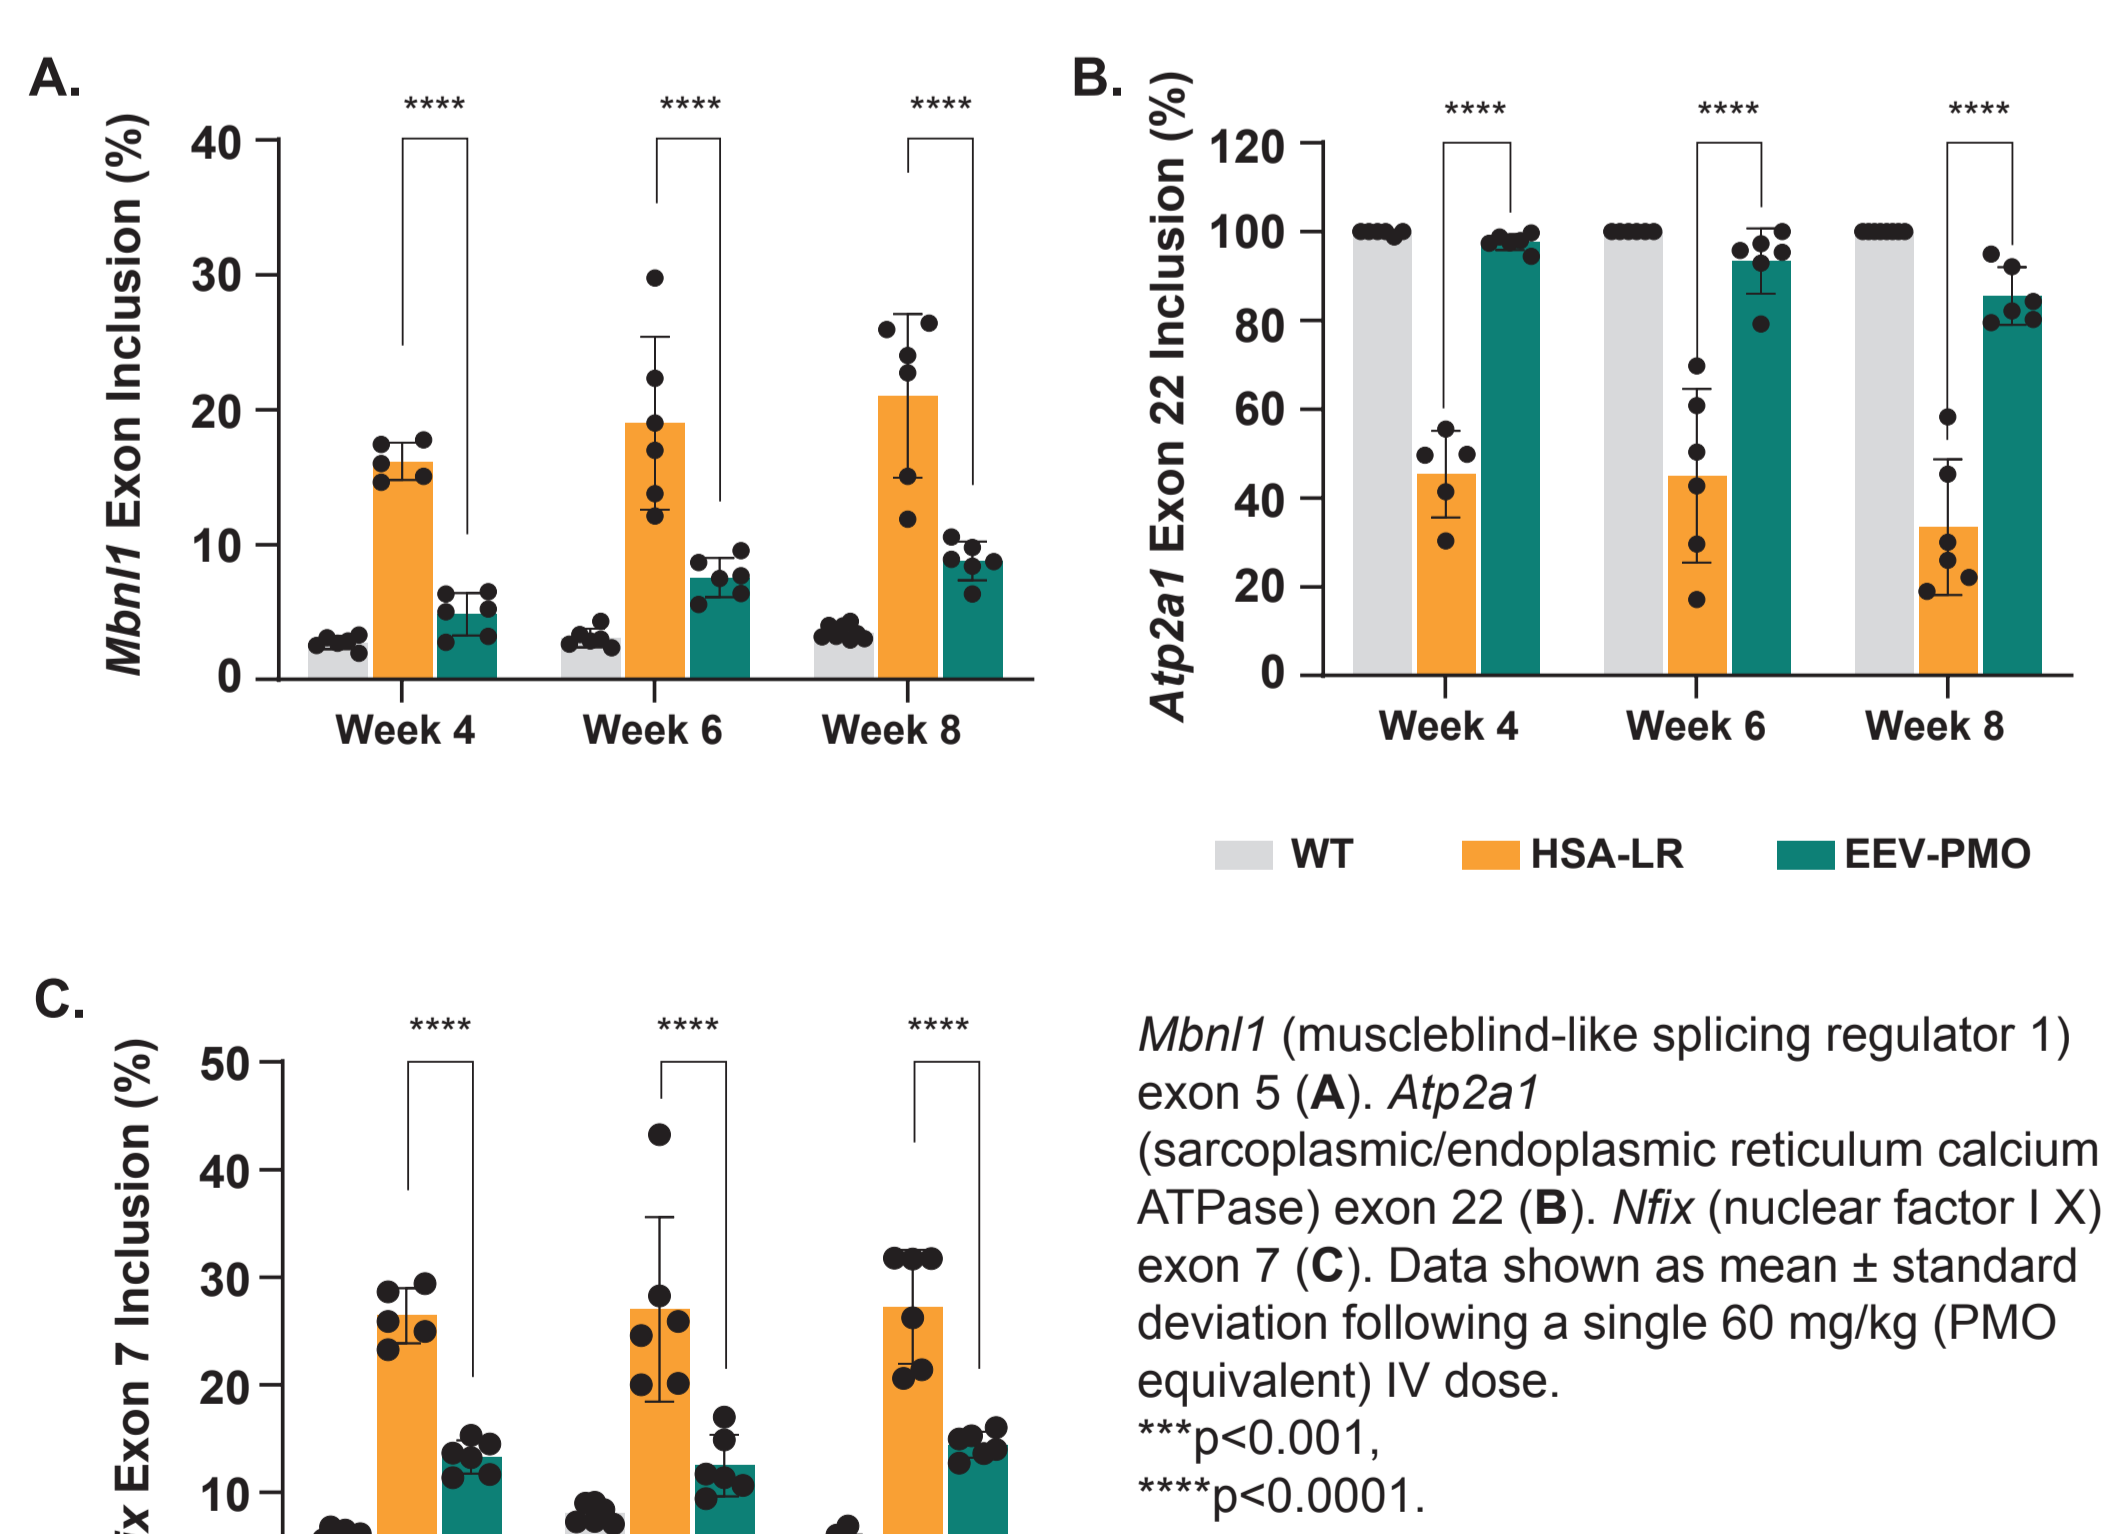 A.
Mbnl1 Exon Inclusion (%)
**** **** ****
40
30
20
10
0
Week 4 Week 6 Week 8
B.
Atp2a1 Exon 22 Inclusion (%)
**** **** ****
120
100
80
60
40
20
0
Week 4 Week 6 Week 8
WT HSA-LR EEV-PMO
C.
Exon 7 Inclusion (%)
**** **** ****
50
40
30
20
10
Mbnl1 (muscleblind-like splicing regulator 1)
exon 5 (A). Atp2a1
(sarcoplasmic/endoplasmic reticulum calcium
ATPase) exon 22 (B). Nfix (nuclear factor I X)
exon 7 (C). Data shown as mean ± standard
deviation following a single 60 mg/kg (PMO
equivalent) IV dose.
***p<0.001,
****p<0.0001.